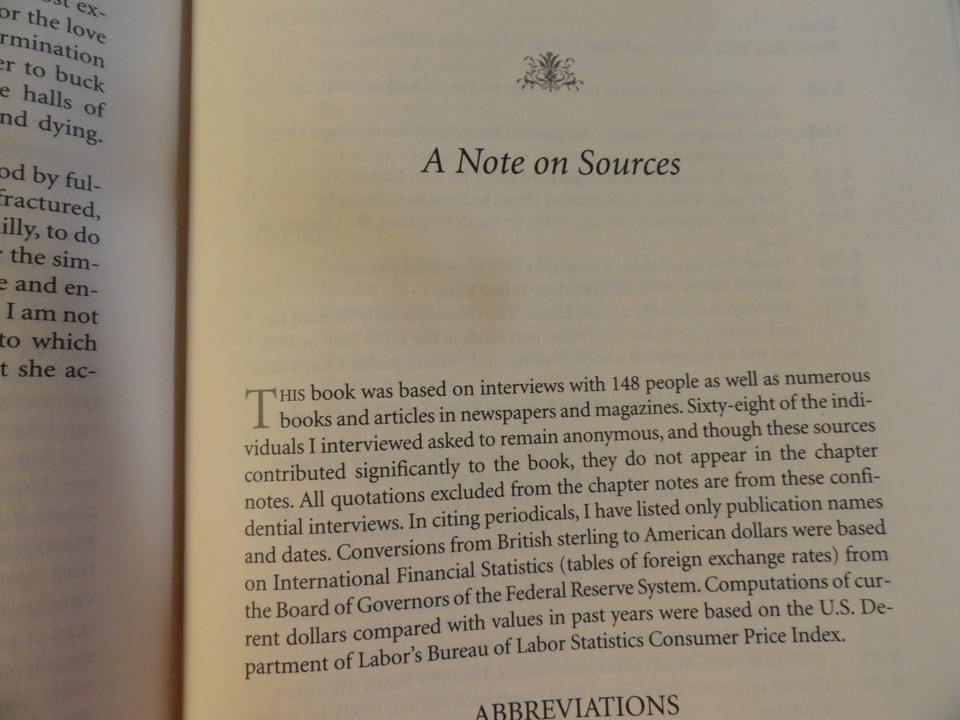 ost ex-
or the love
rmination
er to buck
e halls of
nd dying.
od by ful-
fractured,
illy, to do
r the sim-
e and en-
I am not
to which
t she ac-
A Note on Sources
THIS book was based on interviews with 148 people as well as numerous
books and articles in newspapers and magazines. Sixty-eight of the indi-
viduals I interviewed asked to remain anonymous, and though these sources
contributed significantly to the book, they do not appear in the chapter
notes. All quotations excluded from the chapter notes are from these confi-
dential interviews. In citing periodicals, I have listed only publication names
and dates. Conversions from British sterling to American dollars were based
on International Financial Statistics (tables of foreign exchange rates) from
the Board of Governors of the Federal Reserve System. Computations of cur-
rent dollars compared with values in past years were based on the U.S. De-
partment of Labor's Bureau of Labor Statistics Consumer Price Index.
ABBREVIATIONS